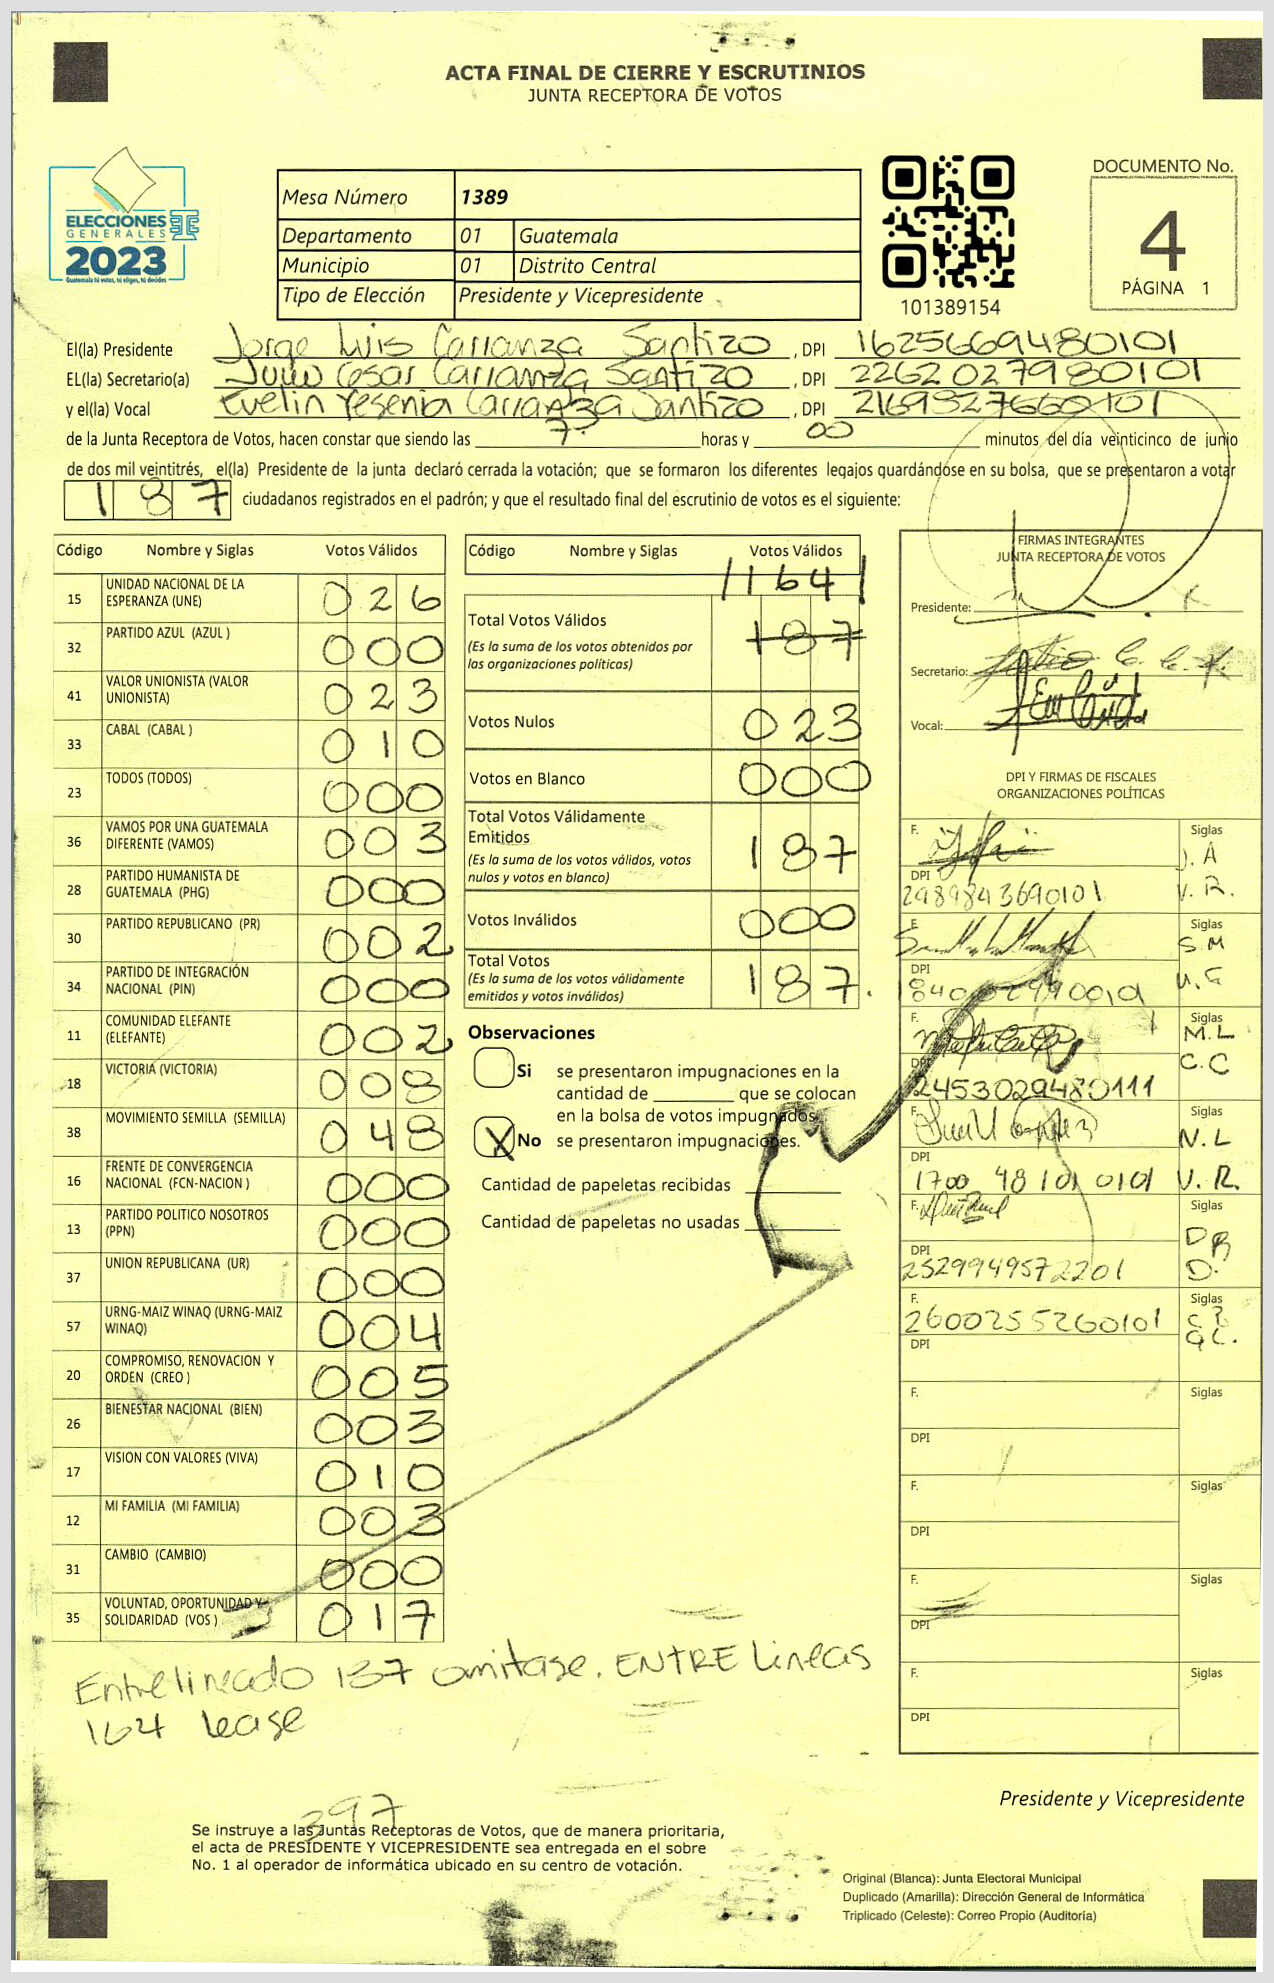 ACTA FINAL DE CIERRE Y ESCRUTINIOS
JUNTA RECEPTORA DE VOTOS
ELECCIONES
GENERALES
2023
Guatemala tú votas, tú eliges, tú decides
Mesa Número 1389
Departamento 01 Guatemala
Municipio 01 Distrito Central
Tipo de Elección Presidente y Vicepresidente
101389154
DOCUMENTO No.
4
PÁGINA 1
El(la) Presidente Jorge Luis Carranza Santizo, DPI 1625669480101
EL(la) Secretario(a) Julio Cesar Carranza Santizo, DPI 2262027980101
y el(la) Vocal Evelin Yesenia Carranza Santizo, DPI 2169327660101
de la Junta Receptora de Votos, hacen constar que siendo las 7. horas y 00 minutos del día veinticinco de junio
de dos mil veintitrés, el(la) Presidente de la junta declaró cerrada la votación; que se formaron los diferentes legajos guardándose en su bolsa, que se presentaron a votar
187 ciudadanos registrados en el padrón; y que el resultado final del escrutinio de votos es el siguiente:
Código Nombre y Siglas Votos Válidos
15 UNIDAD NACIONAL DE LA ESPERANZA (UNE) 026
32 PARTIDO AZUL (AZUL ) 000
41 VALOR UNIONISTA (VALOR UNIONISTA) 023
33 CABAL (CABAL ) 010
23 TODOS (TODOS) 000
36 VAMOS POR UNA GUATEMALA DIFERENTE (VAMOS) 003
28 PARTIDO HUMANISTA DE GUATEMALA (PHG) 000
30 PARTIDO REPUBLICANO (PR) 002
34 PARTIDO DE INTEGRACIÓN NACIONAL (PIN) 000
11 COMUNIDAD ELEFANTE (ELEFANTE) 002
18 VICTORIA (VICTORIA) 008
38 MOVIMIENTO SEMILLA (SEMILLA) 048
16 FRENTE DE CONVERGENCIA NACIONAL (FCN-NACION ) 000
13 PARTIDO POLITICO NOSOTROS (PPN) 000
37 UNION REPUBLICANA (UR) 000
57 URNG-MAIZ WINAQ (URNG-MAIZ WINAQ) 004
20 COMPROMISO, RENOVACION Y ORDEN (CREO ) 005
26 BIENESTAR NACIONAL (BIEN) 003
17 VISION CON VALORES (VIVA) 010
12 MI FAMILIA (MI FAMILIA) 003
31 CAMBIO (CAMBIO) 000
35 VOLUNTAD, OPORTUNIDAD Y SOLIDARIDAD (VOS ) 017
Código Nombre y Siglas Votos Válidos
/164/
Total Votos Válidos 187
(Es la suma de los votos obtenidos por
las organizaciones políticas)
Votos Nulos 023
Votos en Blanco 000
Total Votos Válidamente
Emitidos 187
(Es la suma de los votos válidos, votos
nulos y votos en blanco)
Votos Inválidos 000
Total Votos 187.
(Es la suma de los votos válidamente
emitidos y votos inválidos)
Observaciones
Si se presentaron impugnaciones en la
cantidad de ________ que se colocan
en la bolsa de votos impugnados.
X No se presentaron impugnaciones.
Cantidad de papeletas recibidas
Cantidad de papeletas no usadas
FIRMAS INTEGRANTES
JUNTA RECEPTORA DE VOTOS
Presidente:
Secretario:
Vocal:
DPI Y FIRMAS DE FISCALES
ORGANIZACIONES POLÍTICAS
F. Siglas J. A
DPI 2989843690101 V. R.
F. Siglas S M
DPI
F. Siglas M.L
DPI 2453029480111 C.C
F. Siglas N.L
DPI 1700 48101 0101 V. R.
F. Siglas DR
DPI 2529949572201 D.
F. 2600255260101 Siglas
DPI
F. Siglas
DPI
F. Siglas
DPI
F. Siglas
DPI
F. Siglas
DPI
Entrelineado 187 omitase. ENTRE Lineas
164 Lease
397
Presidente y Vicepresidente
Se instruye a las Juntas Receptoras de Votos, que de manera prioritaria,
el acta de PRESIDENTE Y VICEPRESIDENTE sea entregada en el sobre
No. 1 al operador de informática ubicado en su centro de votación.
Original (Blanca): Junta Electoral Municipal
Duplicado (Amarilla): Dirección General de Informática
Triplicado (Celeste): Correo Propio (Auditoría)